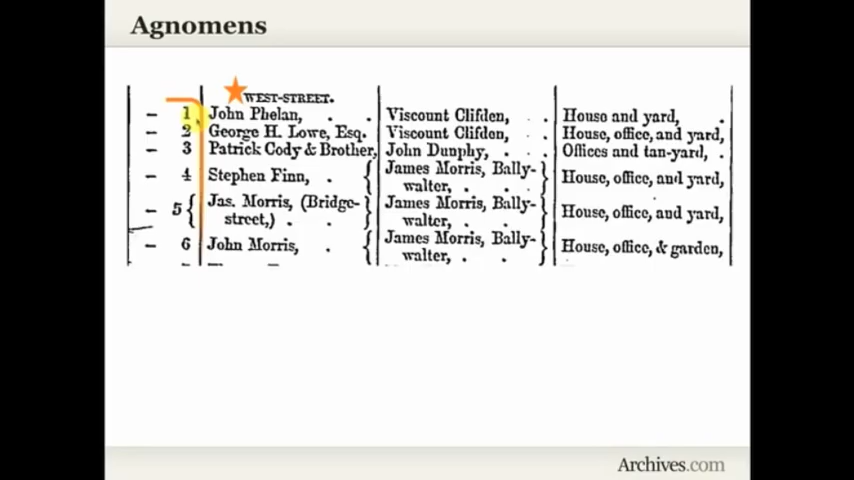 Agnomens
WEST-STREET.
– 1 John Phelan, . . Viscount Clifden, . . House and yard, .
– 2 George H. Lowe, Esq. Viscount Clifden, . . House, office, and yard,
– 3 Patrick Cody & Brother, John Dunphy, . . . Offices and tan-yard, .
– 4 Stephen Finn, . { James Morris, Bally-
walter, . . } House, office, and yard,
– 5 { Jas. Morris, (Bridge-
street,) . . } { James Morris, Bally-
walter, . . } House, office, and yard,
– 6 John Morris, . { James Morris, Bally-
walter, . . } House, office, & garden,
Archives.com